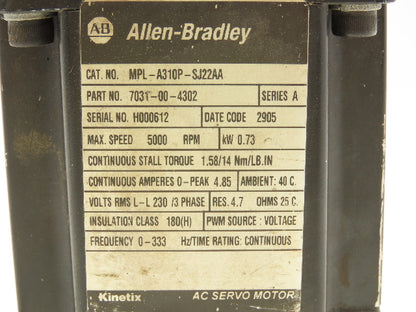 AB Allen-Bradley
CAT. NO. MPL-A310P-SJ22AA
PART NO. 7031-00-4302 SERIES A
SERIAL NO. H000612 DATE CODE 2905
MAX. SPEED 5000 RPM kW 0.73
CONTINUOUS STALL TORQUE 1.58/14 Nm/LB.IN
CONTINUOUS AMPERES 0-PEAK 4.85 AMBIENT: 40 C.
VOLTS RMS L-L 230 /3 PHASE RES. 4.7 OHMS 25 C.
INSULATION CLASS 180(H) PWM SOURCE : VOLTAGE
FREQUENCY 0-333 Hz/TIME RATING: CONTINUOUS
Kinetix AC SERVO MOTOR